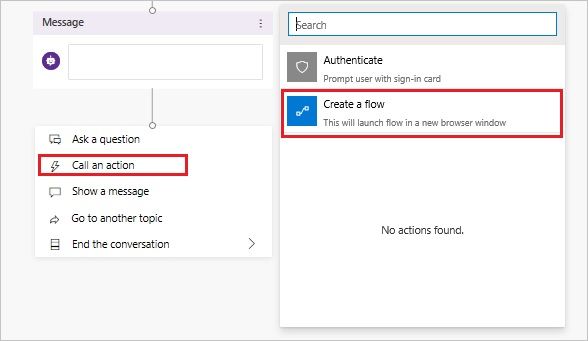 Message
Ask a question
Call an action
Show a message
Go to another topic
End the conversation
Search
Authenticate
Prompt user with sign-in card
Create a flow
This will launch flow in a new browser window
No actions found.